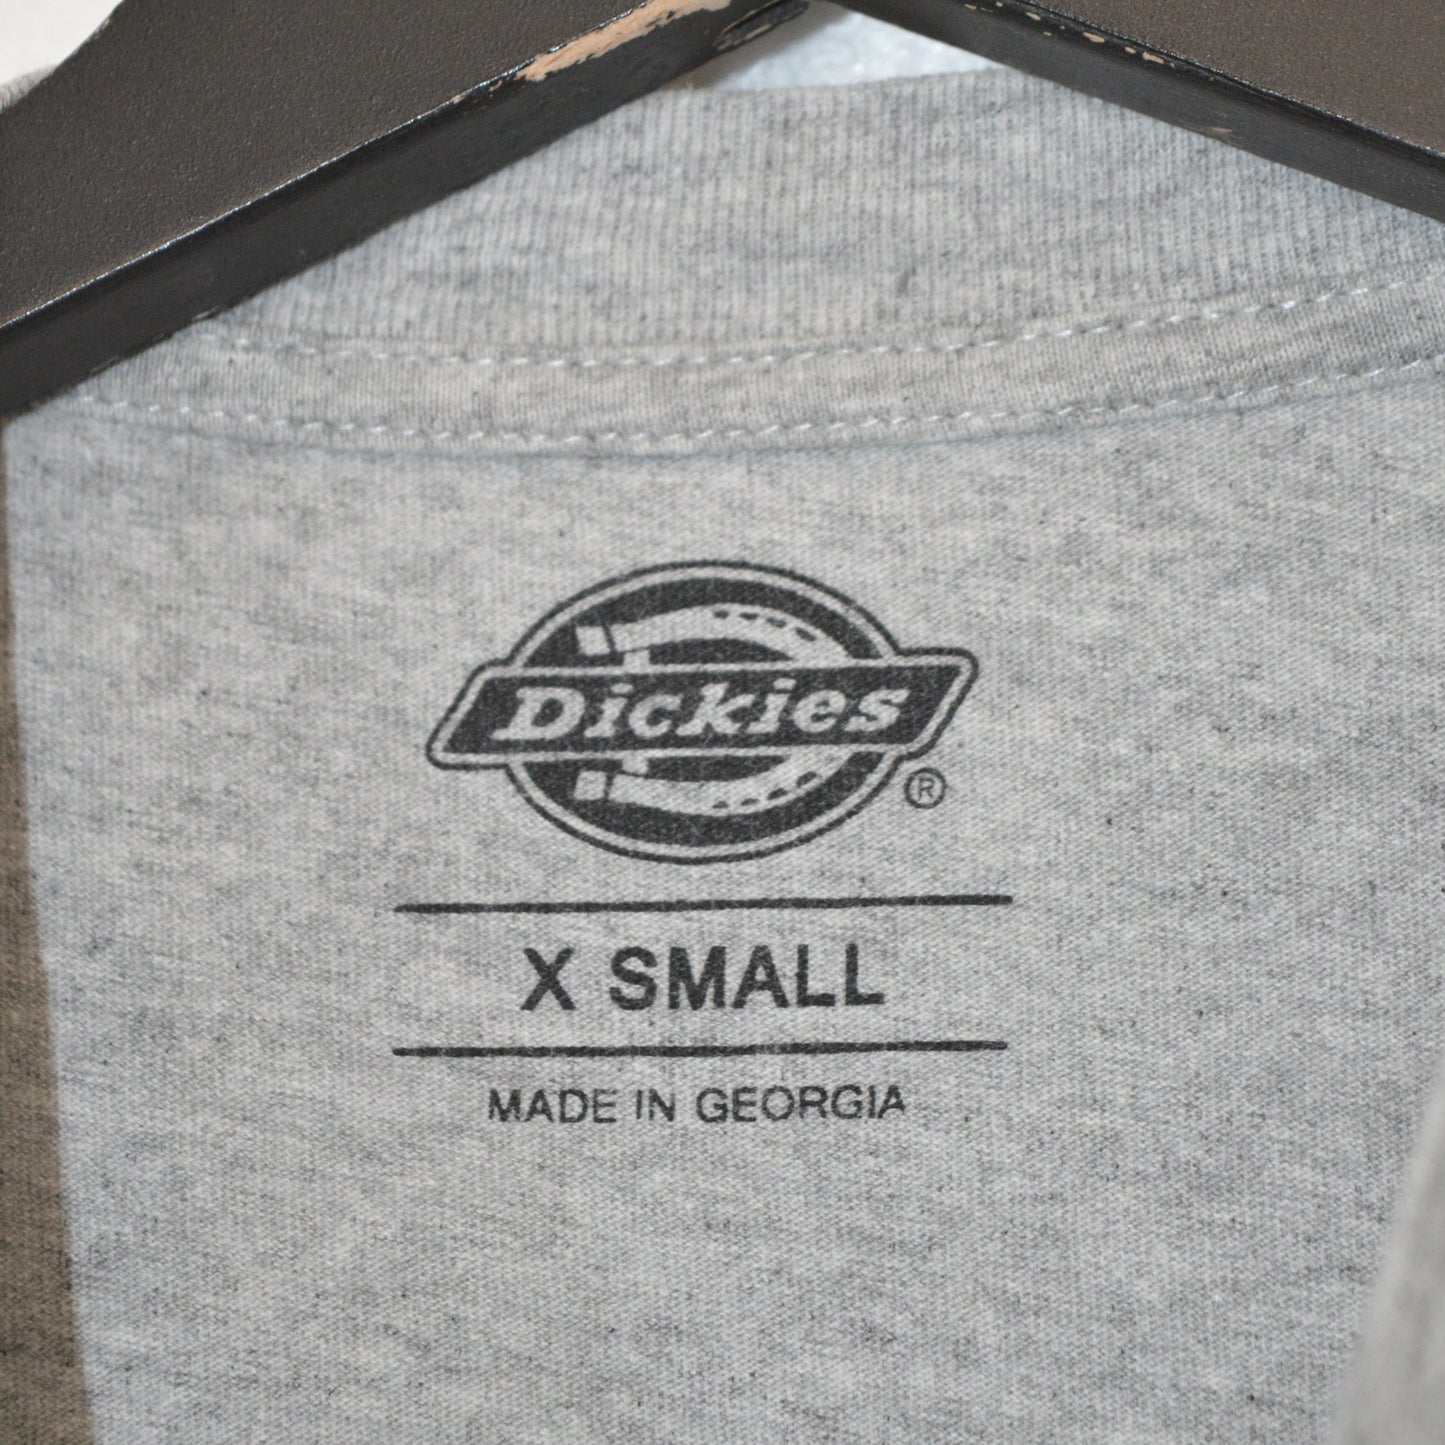 Dickies
®
X SMALL
MADE IN GEORGIA